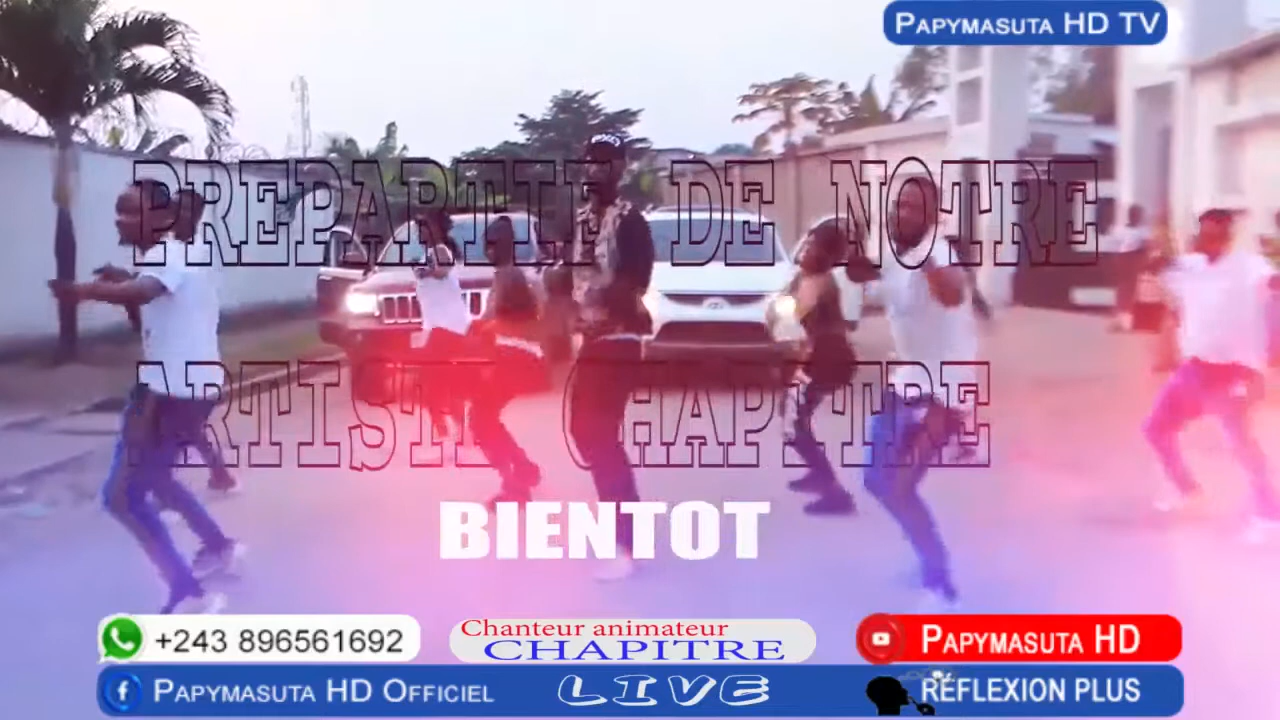 PAPYMASUTA HD TV
PREPARTIE DE NOTRE
ARTISTE CHAPITRE
BIENTOT
+243 896561692
Chanteur animateur
CHAPITRE
PAPYMASUTA HD
PAPYMASUTA HD OFFICIEL
LIVE
REFLEXION PLUS